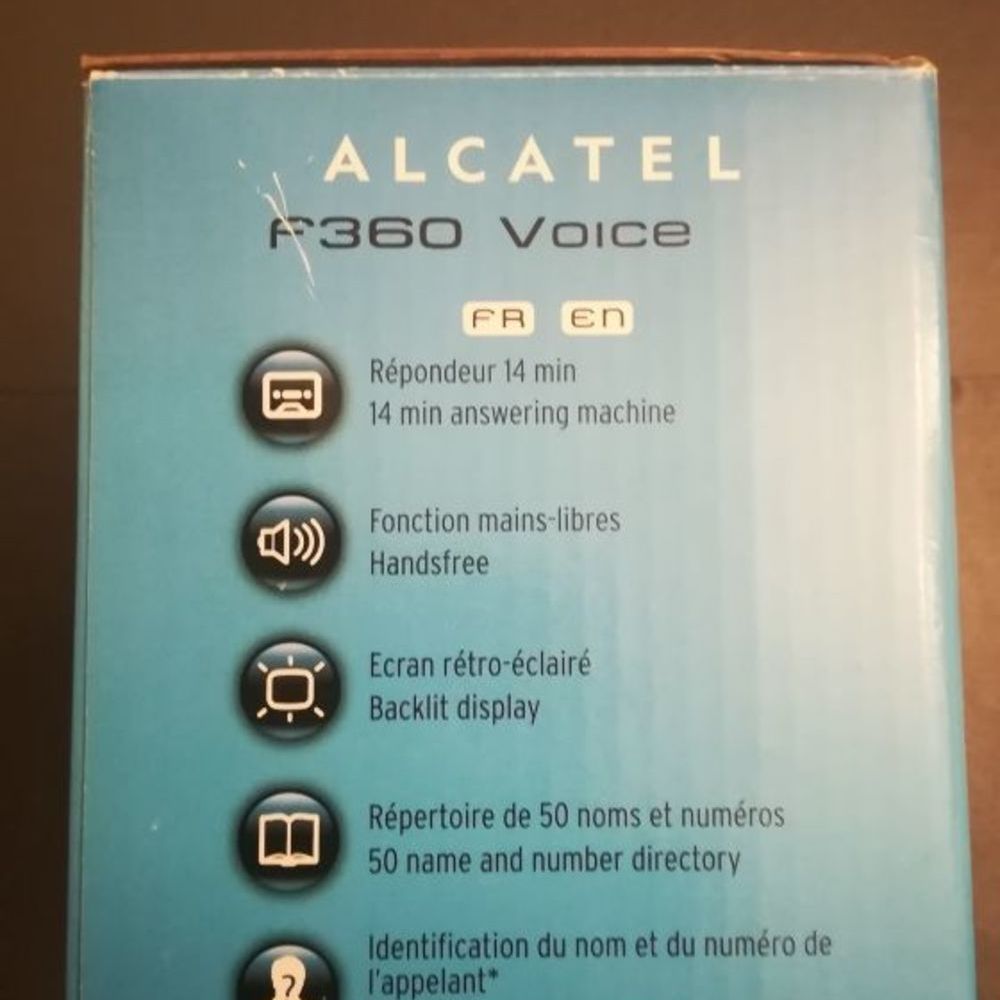 ALCATEL
F360 Voice
FR EN
Répondeur 14 min
14 min answering machine
Fonction mains-libres
Handsfree
Ecran rétro-éclairé
Backlit display
Répertoire de 50 noms et numéros
50 name and number directory
Identification du nom et du numéro de
l'appelant*
?